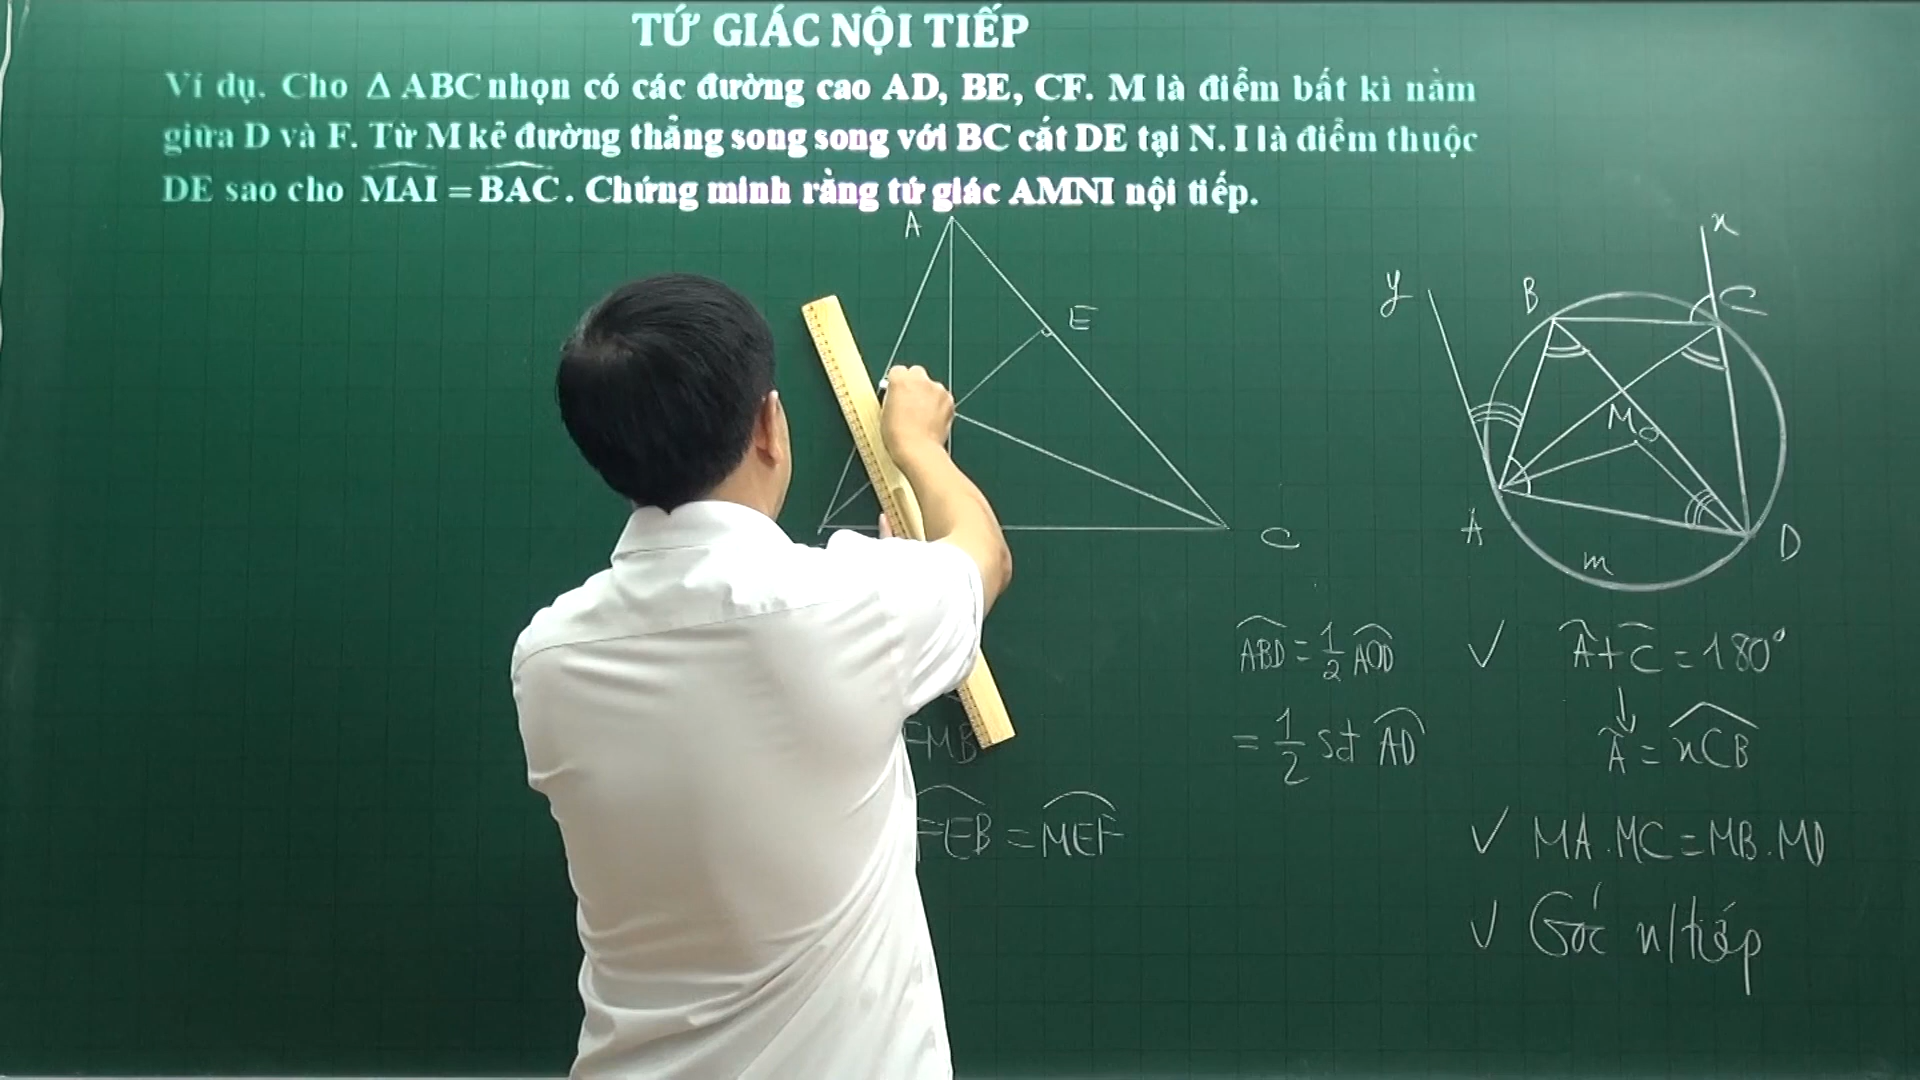 TỨ GIÁC NỘI TIẾP
Ví dụ. Cho Δ ABC nhọn có các đường cao AD, BE, CF. M là điểm bất kì nằm
giữa D và F. Từ M kẻ đường thẳng song song với BC cắt DE tại N. I là điểm thuộc
DE sao cho MAI = BAC. Chứng minh rằng tứ giác AMNI nội tiếp.
A
E
C
FMB
FEB = MEF
x
y
B
C
M
O
A
D
m
ABD = 1/2 AOD
= 1/2 sđ AD
✓ A + C = 180°
↓
A = xCB
✓ MA.MC = MB.MD
✓ Góc n/tiếp